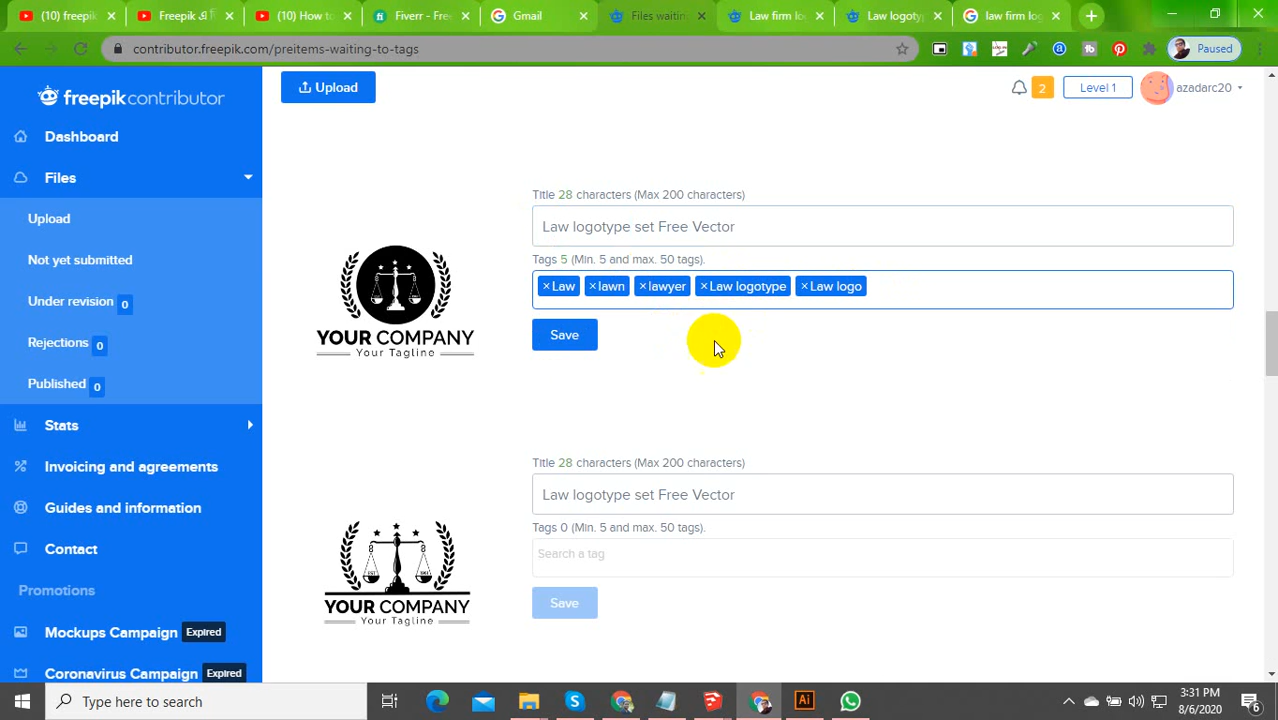 (10) freepik
Freepik
(10) How to
Fiverr - Free
Gmail
Files waitin
Law firm lo
Law logoty
law firm log
contributor.freepik.com/preitems-waiting-to-tags
Paused
freepikcontributor
Upload
2
Level 1
azadarc20
Dashboard
Files
Upload
Not yet submitted
Under revision 0
Rejections 0
Published 0
Stats
Invoicing and agreements
Guides and information
Contact
Promotions
Mockups Campaign Expired
Coronavirus Campaign Expired
YOUR COMPANY
Your Tagline
Title 28 characters (Max 200 characters)
Law logotype set Free Vector
Tags 5 (Min. 5 and max. 50 tags).
×Law ×lawn ×lawyer ×Law logotype ×Law logo
Save
YOUR COMPANY
Your Tagline
Title 28 characters (Max 200 characters)
Law logotype set Free Vector
Tags 0 (Min. 5 and max. 50 tags).
Search a tag
Save
Type here to search
Ai
3:31 PM
8/6/2020
6